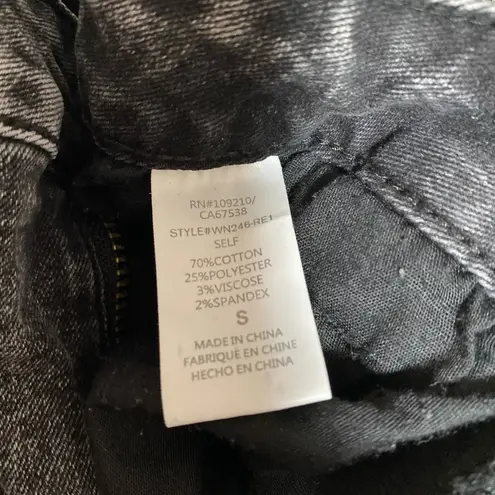 RN#109210/
CA67538
STYLE#WN246-RE1
SELF
70%COTTON
25%POLYESTER
3%VISCOSE
2%SPANDEX
S
MADE IN CHINA
FABRIQUÉ EN CHINE
HECHO EN CHINA